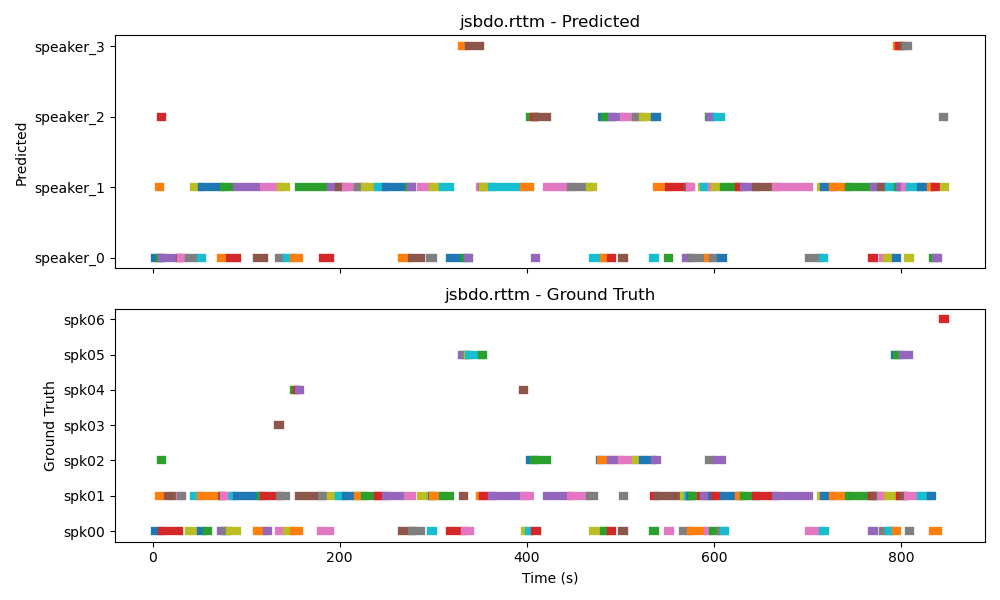 jsbdo.rttm - Predicted
speaker_3
speaker_2
speaker_1
speaker_0
Predicted
jsbdo.rttm - Ground Truth
spk06
spk05
spk04
spk03
spk02
spk01
spk00
Ground Truth
0 200 400 600 800
Time (s)